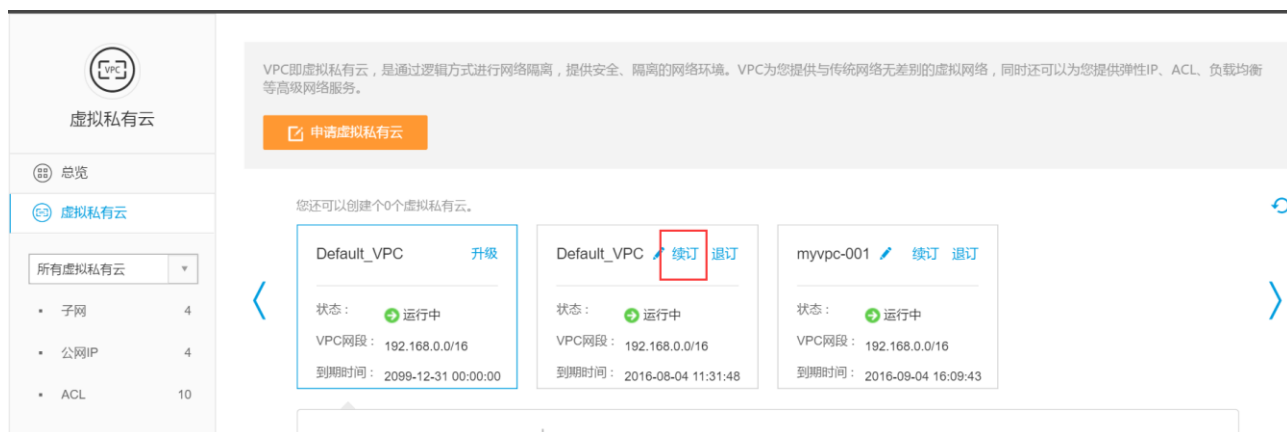 VPC
虚拟私有云
总览
虚拟私有云
所有虚拟私有云
子网 4
公网IP 4
ACL 10
VPC即虚拟私有云，是通过逻辑方式进行网络隔离，提供安全、隔离的网络环境。VPC为您提供与传统网络无差别的虚拟网络，同时还可以为您提供弹性IP、ACL、负载均衡
等高级网络服务。
申请虚拟私有云
您还可以创建个0个虚拟私有云。
Default_VPC 升级
状态： 运行中
VPC网段： 192.168.0.0/16
到期时间： 2099-12-31 00:00:00
Default_VPC 续订 退订
状态： 运行中
VPC网段： 192.168.0.0/16
到期时间： 2016-08-04 11:31:48
myvpc-001 续订 退订
状态： 运行中
VPC网段： 192.168.0.0/16
到期时间： 2016-09-04 16:09:43